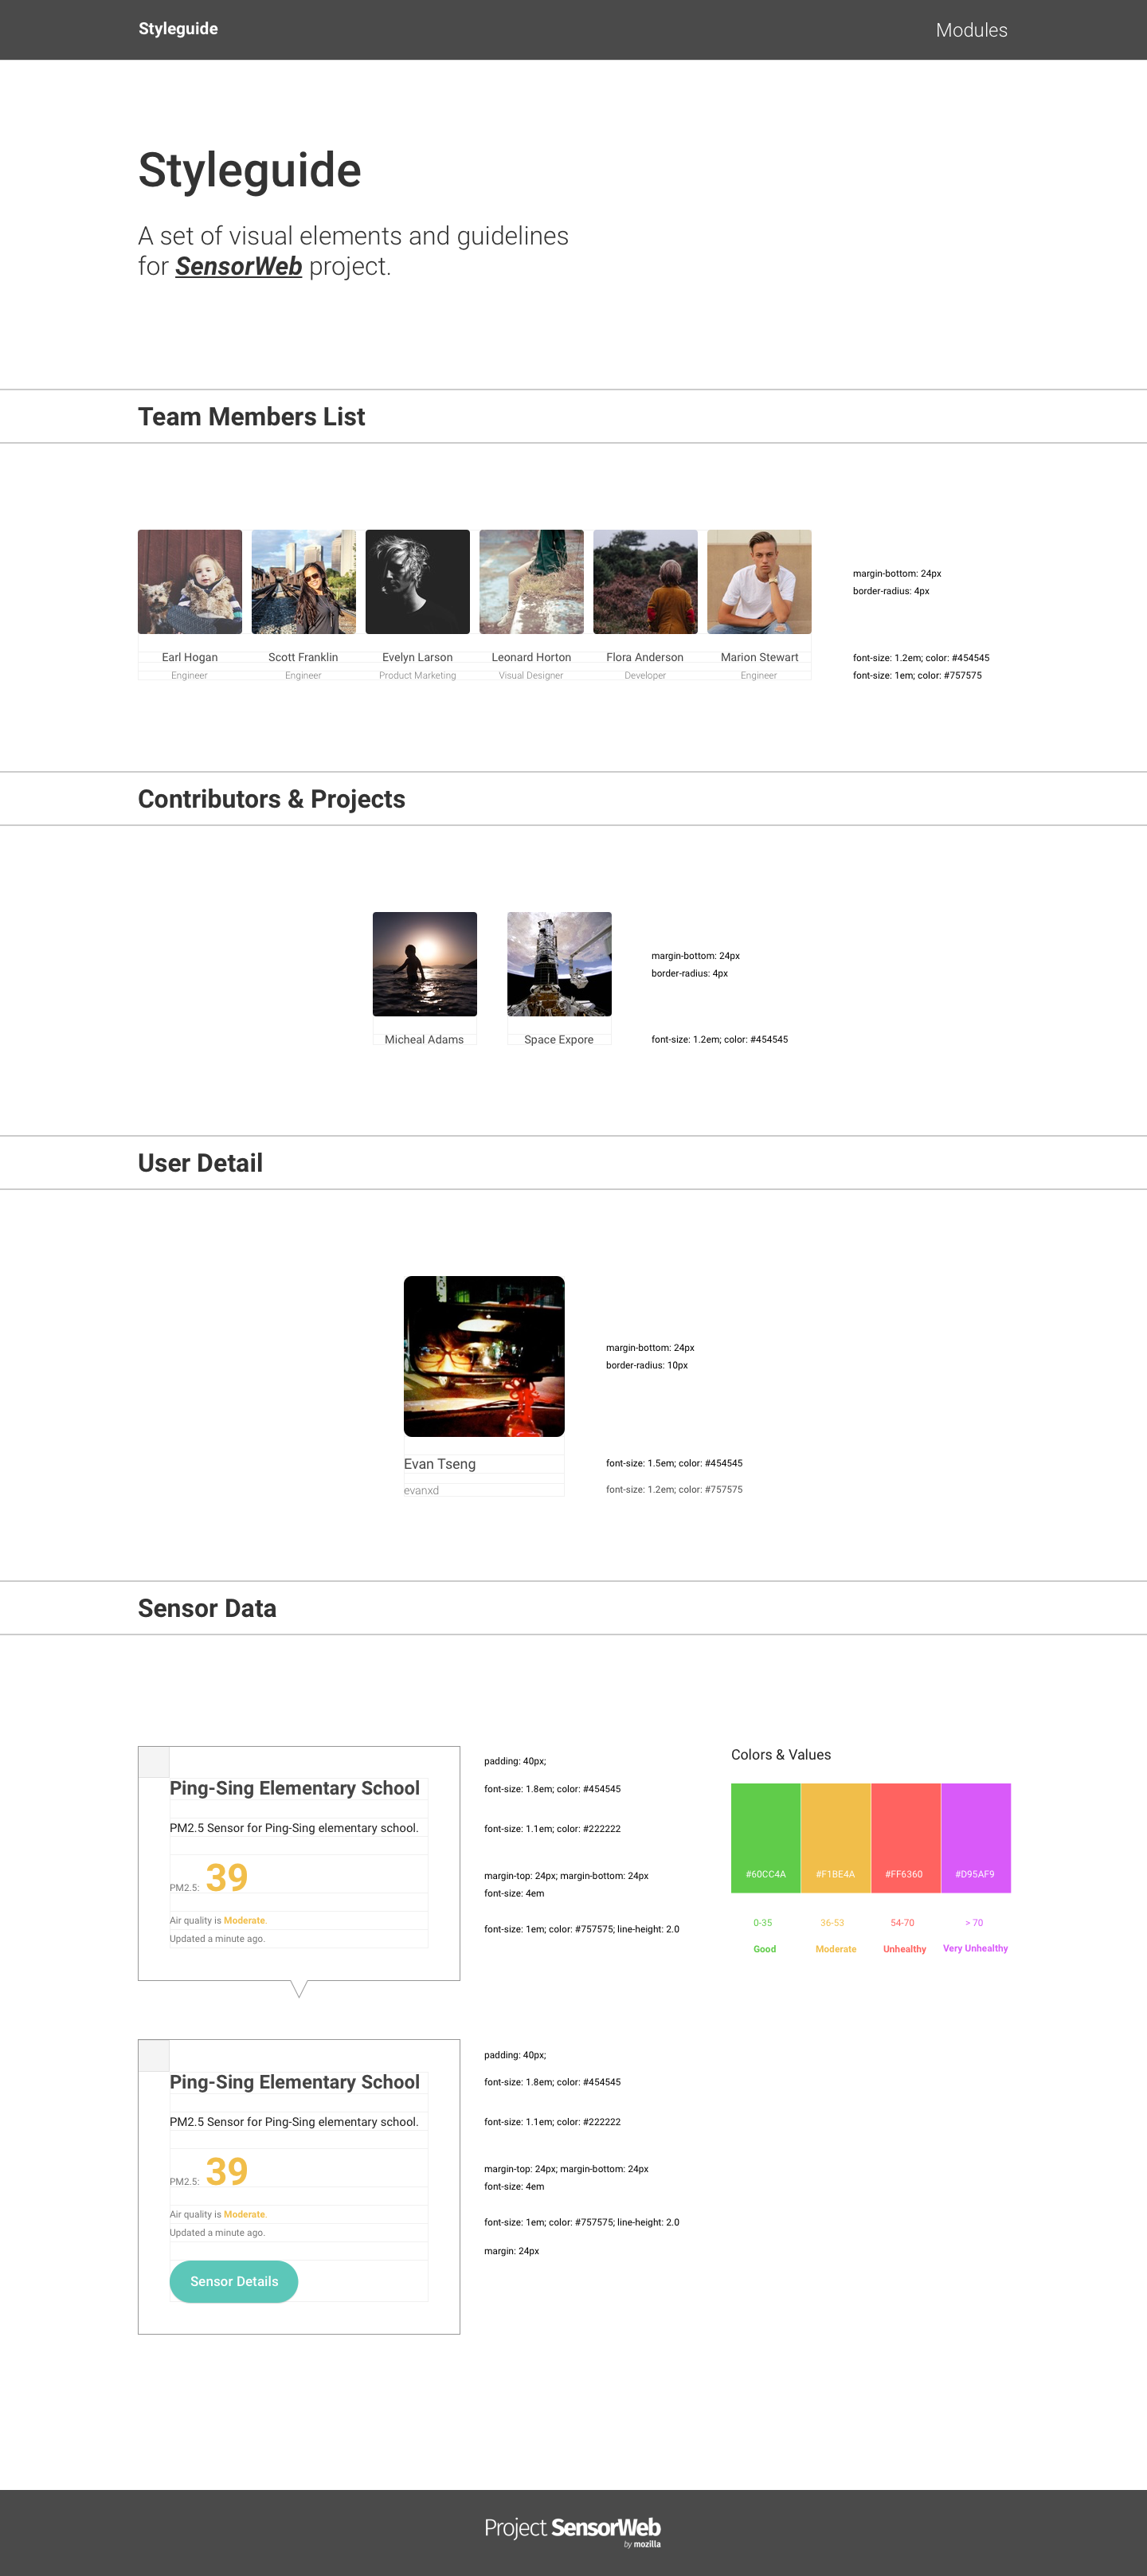 Styleguide
Modules
Styleguide
A set of visual elements and guidelines
for SensorWeb project.
Team Members List
margin-bottom: 24px
border-radius: 4px
Earl Hogan
Engineer
Scott Franklin
Engineer
Evelyn Larson
Product Marketing
Leonard Horton
Visual Designer
Flora Anderson
Developer
Marion Stewart
Engineer
font-size: 1.2em; color: #454545
font-size: 1em; color: #757575
Contributors & Projects
margin-bottom: 24px
border-radius: 4px
Micheal Adams
Space Expore
font-size: 1.2em; color: #454545
User Detail
margin-bottom: 24px
border-radius: 10px
Evan Tseng
font-size: 1.5em; color: #454545
evanxd
font-size: 1.2em; color: #757575
Sensor Data
Ping-Sing Elementary School
PM2.5 Sensor for Ping-Sing elementary school.
PM2.5: 39
Air quality is Moderate.
Updated a minute ago.
padding: 40px;
font-size: 1.8em; color: #454545
font-size: 1.1em; color: #222222
margin-top: 24px; margin-bottom: 24px
font-size: 4em
font-size: 1em; color: #757575; line-height: 2.0
Colors & Values
#60CC4A
#F1BE4A
#FF6360
#D95AF9
0-35
36-53
54-70
> 70
Good
Moderate
Unhealthy
Very Unhealthy
Ping-Sing Elementary School
PM2.5 Sensor for Ping-Sing elementary school.
PM2.5: 39
Air quality is Moderate.
Updated a minute ago.
Sensor Details
padding: 40px;
font-size: 1.8em; color: #454545
font-size: 1.1em; color: #222222
margin-top: 24px; margin-bottom: 24px
font-size: 4em
font-size: 1em; color: #757575; line-height: 2.0
margin: 24px
Project SensorWeb
by mozilla